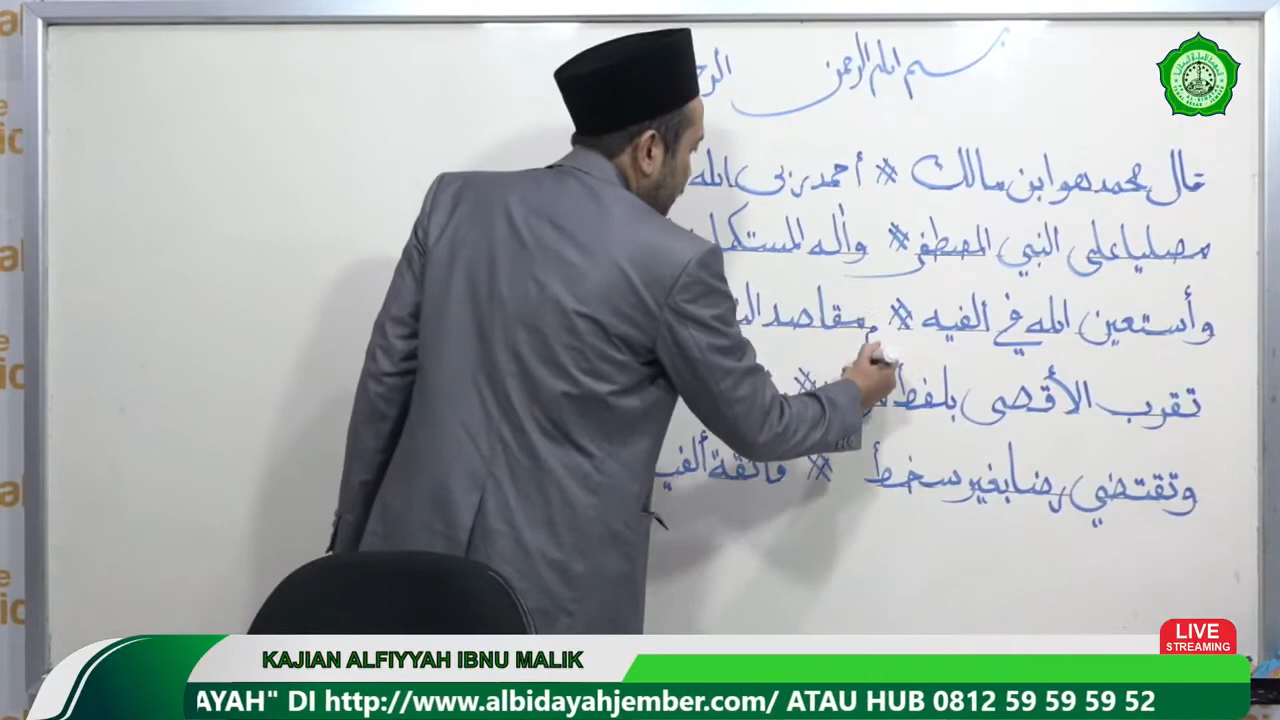 بسم الله الرحمن
قال محمد هو ابن مالك # أحمد ربي الله
مصليا على النبي المصطفى # وآله المستكملين
وأستعين الله في ألفيه # مقاصد
تقرب الأقصى بلفظ #
وتقتضي رضا بغير سخط # فائقة ألفية
KAJIAN ALFIYYAH IBNU MALIK
LIVE
STREAMING
AYAH" DI http://www.albidayahjember.com/ ATAU HUB 0812 59 59 59 52